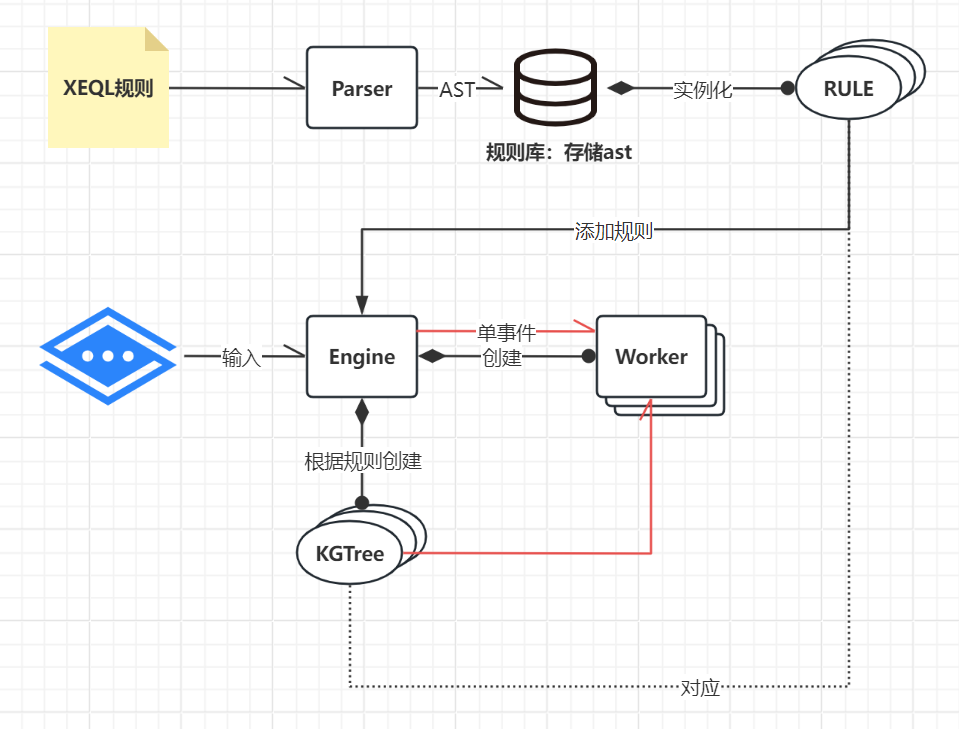 XEQL规则
Parser
AST
实例化
RULE
规则库：存储ast
添加规则
输入
Engine
单事件
创建
Worker
根据规则创建
KGTree
对应